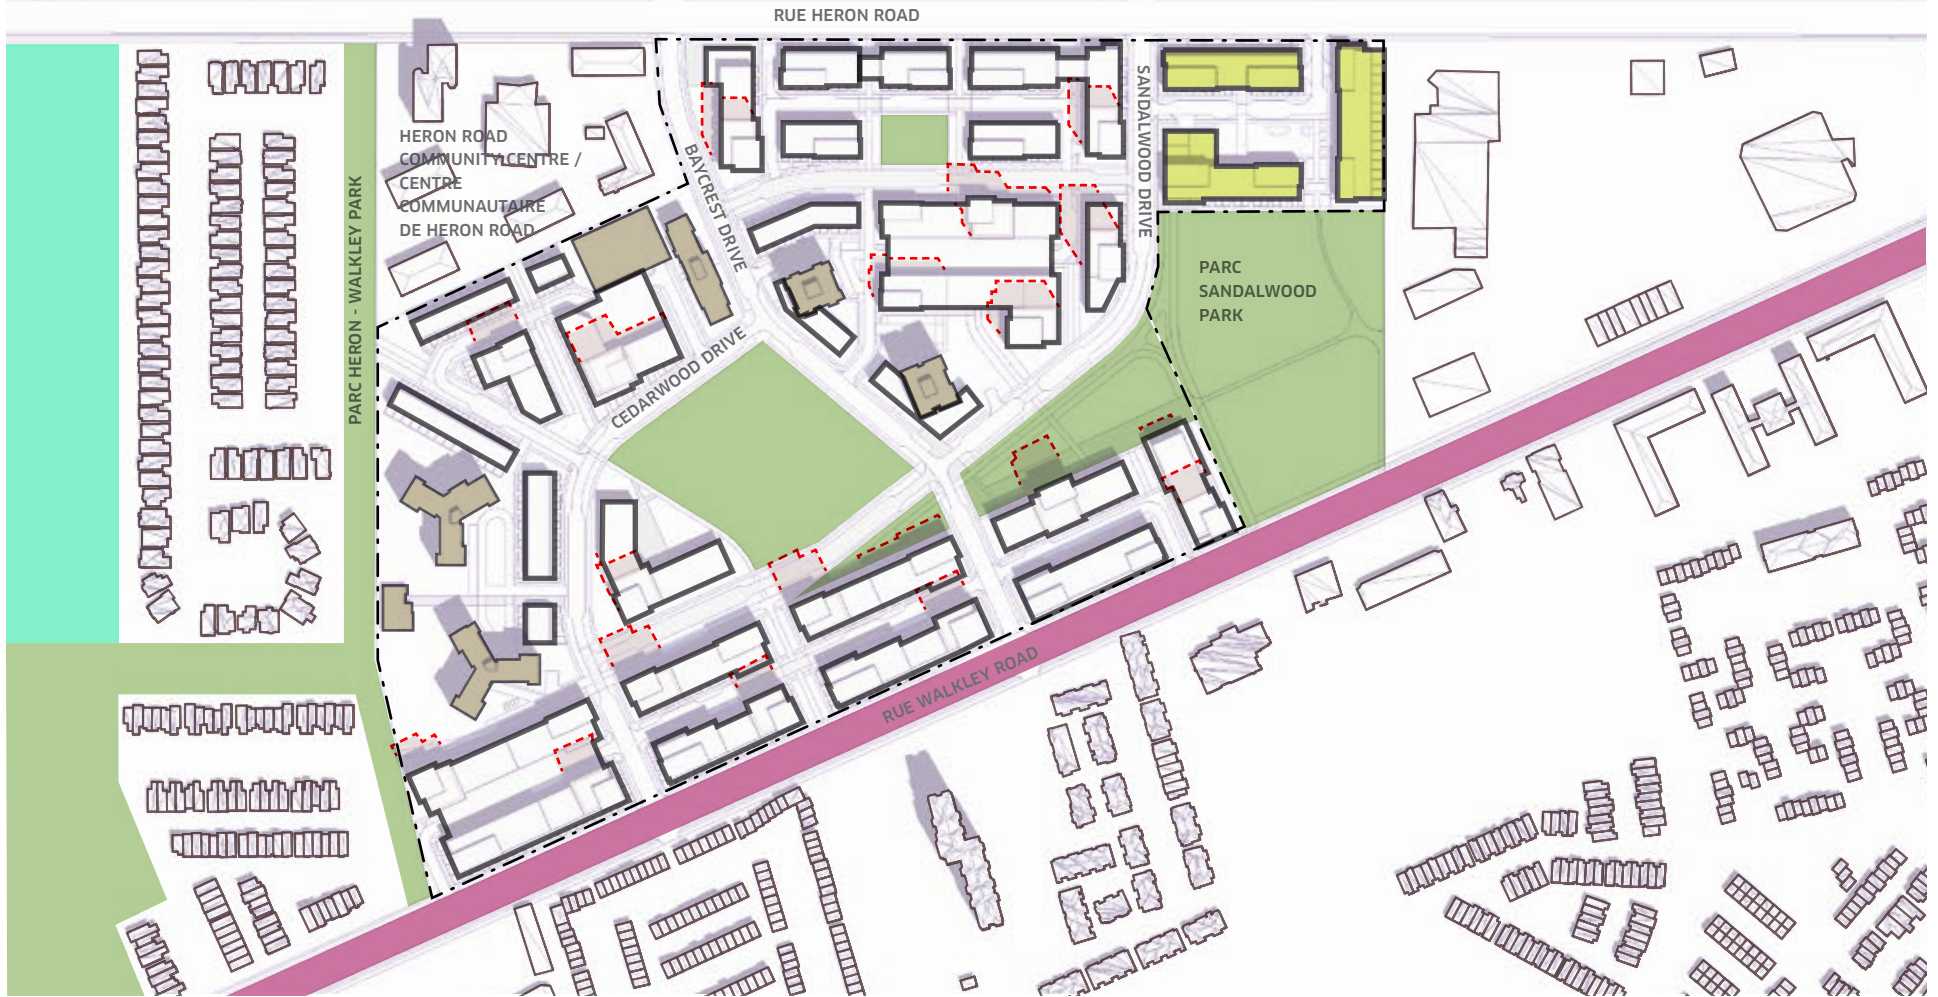 RUE HERON ROAD
HERON ROAD
COMMUNITY CENTRE /
CENTRE
COMMUNAUTAIRE
DE HERON ROAD
PARC HERON - WALKLEY PARK
BAYCREST DRIVE
SANDALWOOD DRIVE
PARC
SANDALWOOD
PARK
CEDARWOOD DRIVE
RUE WALKLEY ROAD